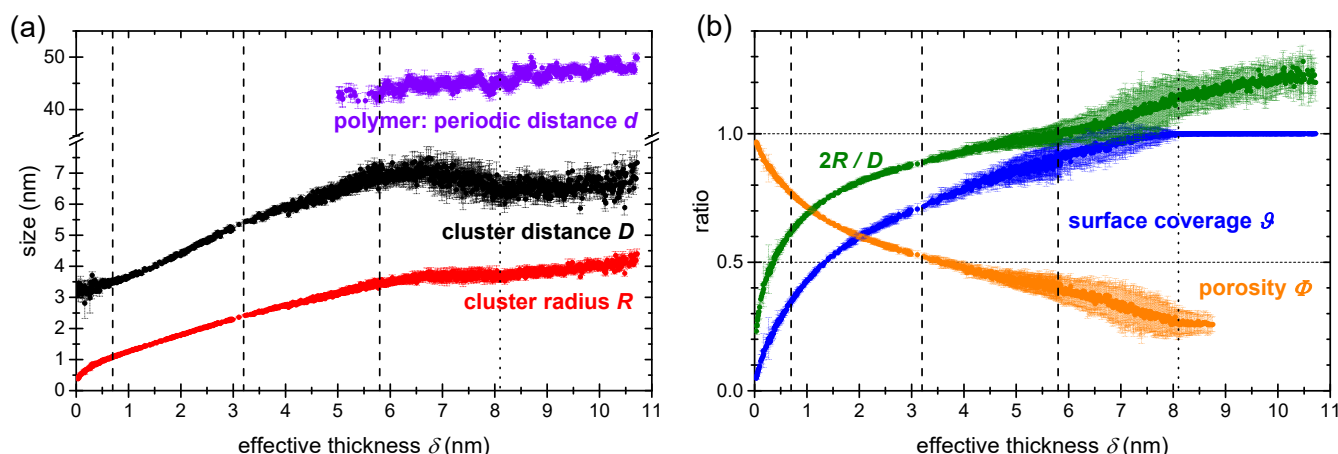 (a)
50
40
7
6
5
4
3
2
1
0
size (nm)
polymer: periodic distance d
cluster distance D
cluster radius R
0 1 2 3 4 5 6 7 8 9 10 11
effective thickness δ (nm)
(b)
1.0
0.5
0.0
ratio
2R / D
surface coverage ϑ
porosity Φ
0 1 2 3 4 5 6 7 8 9 10 11
effective thickness δ (nm)